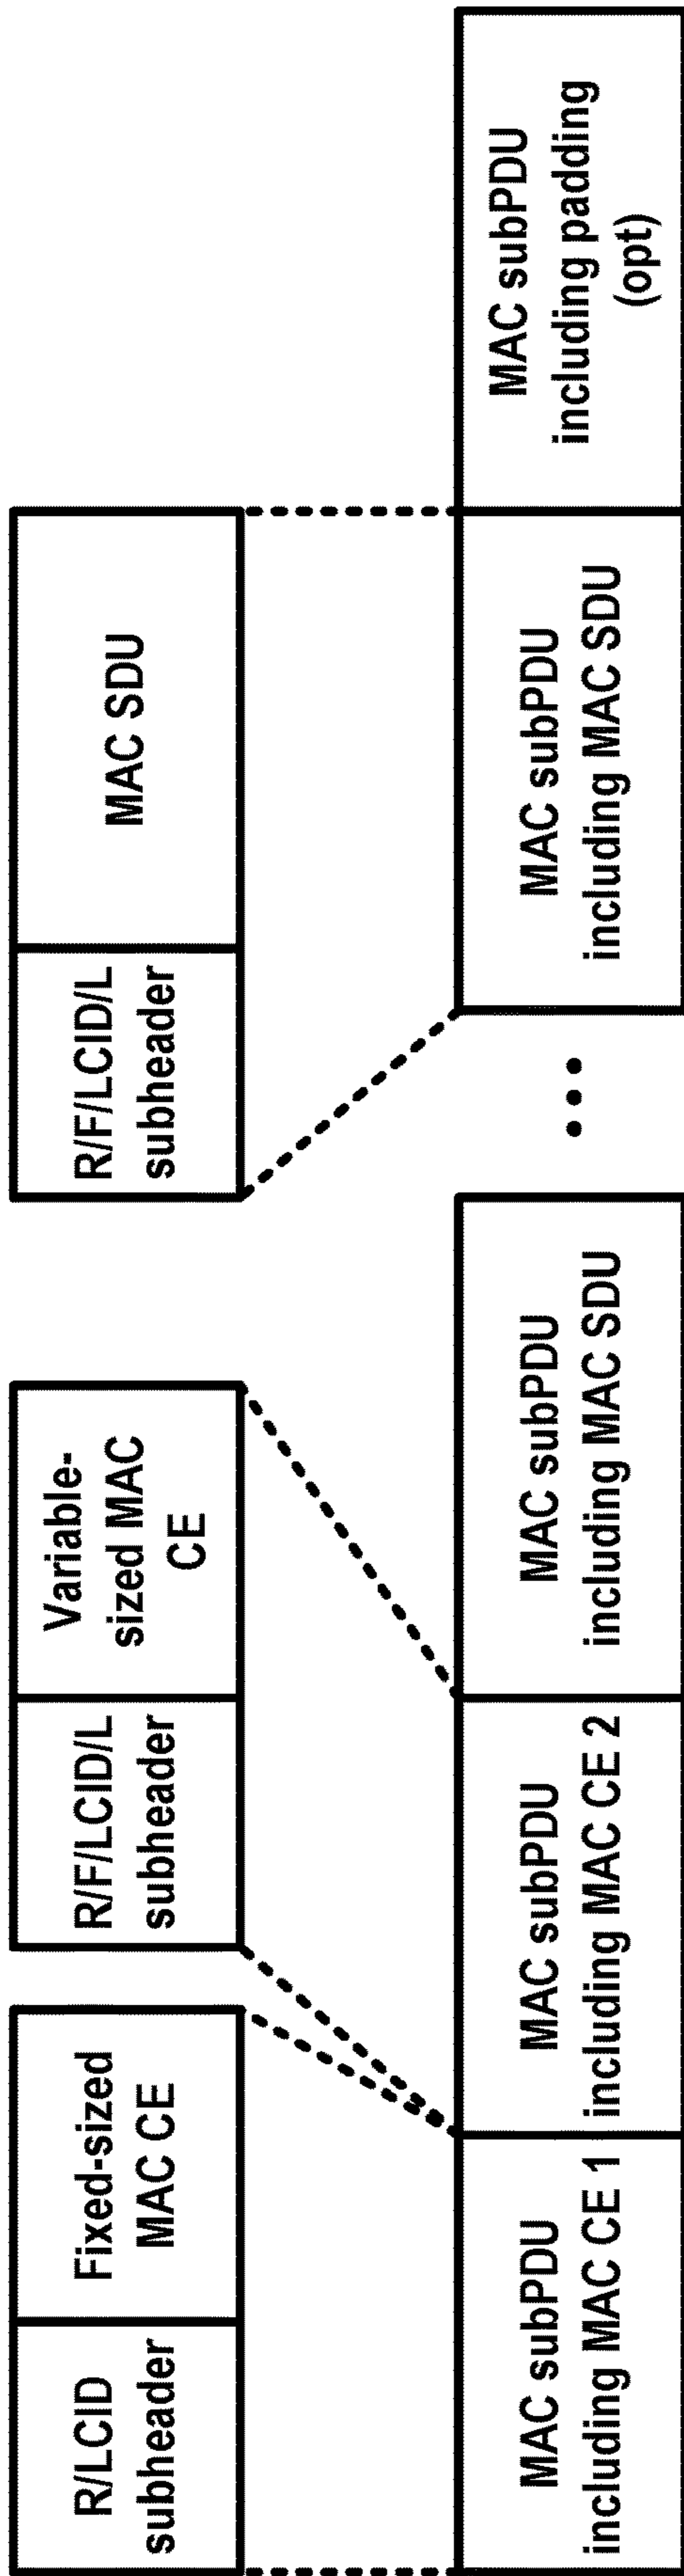 R/LCID
subheader
Fixed-sized
MAC CE
R/F/LCID/L
subheader
Variable-
sized MAC
CE
R/F/LCID/L
subheader
MAC SDU
MAC subPDU
including MAC CE 1
MAC subPDU
including MAC CE 2
MAC subPDU
including MAC SDU
...
MAC subPDU
including MAC SDU
MAC subPDU
including padding
(opt)